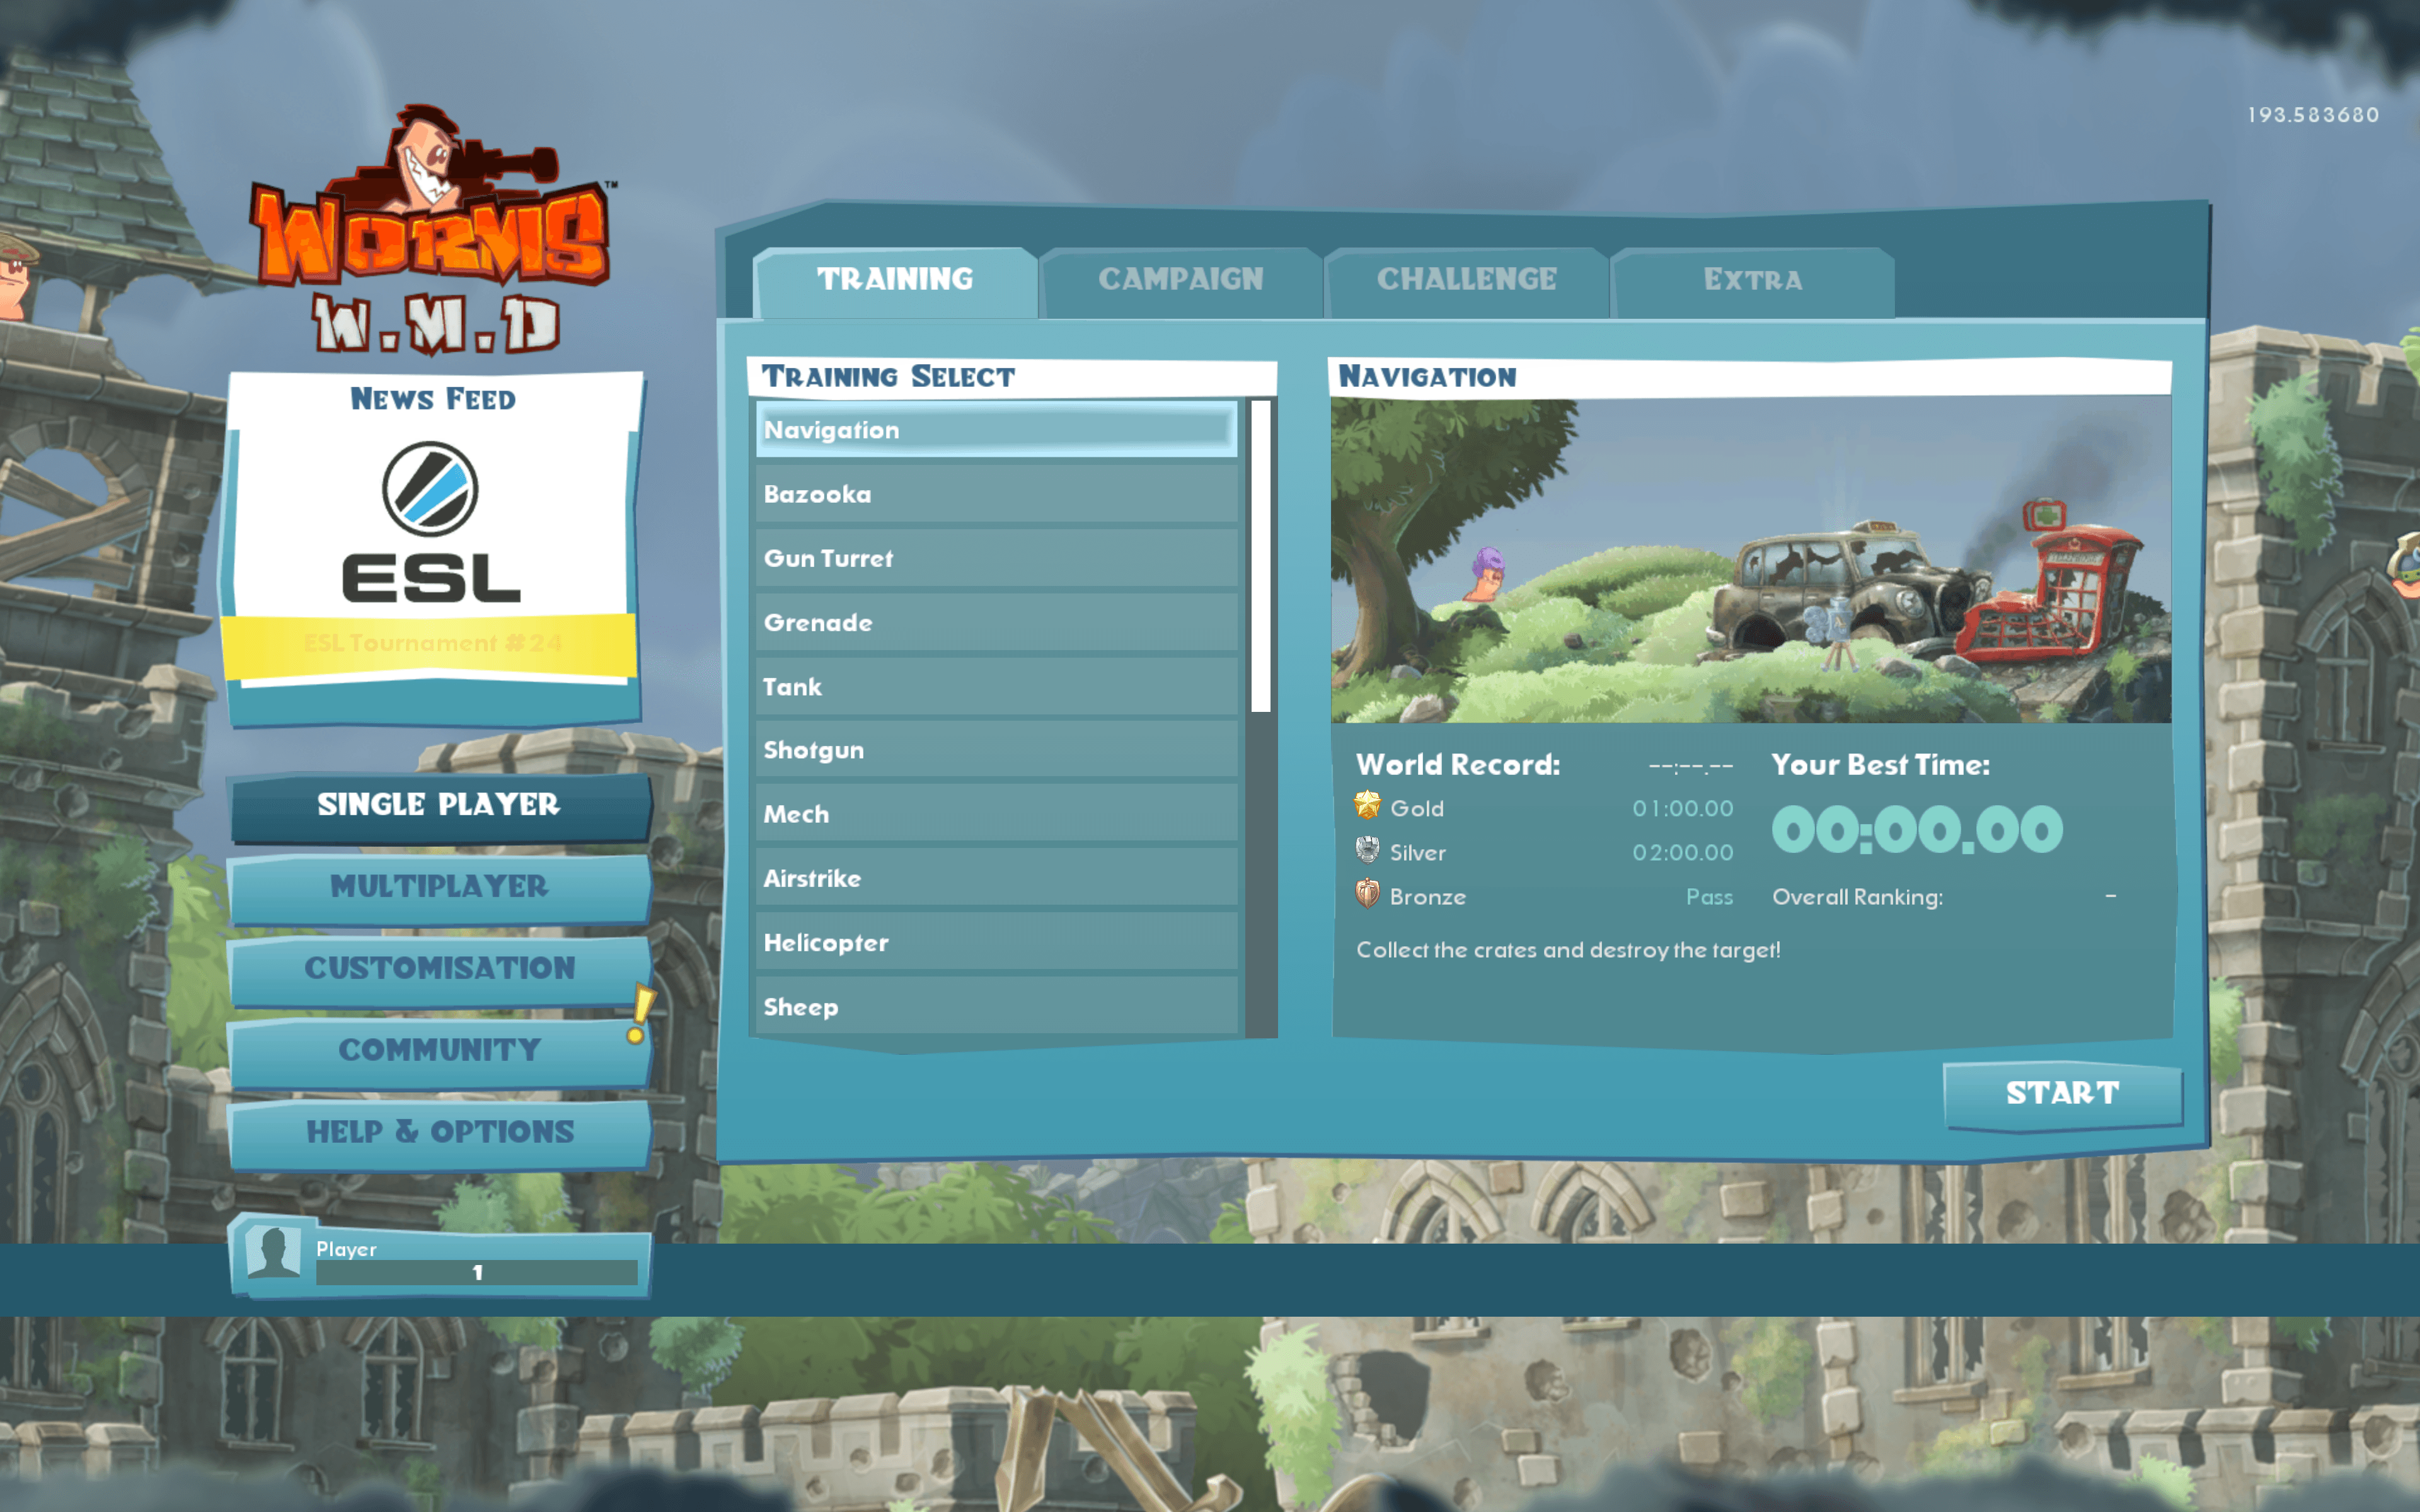 193.583680
WORMS™
W.M.D
NEWS FEED
ESL
ESL Tournament #24
SINGLE PLAYER
MULTIPLAYER
CUSTOMISATION
!
COMMUNITY
HELP & OPTIONS
Player
1
TRAINING
CAMPAIGN
CHALLENGE
EXTRA
TRAINING SELECT
Navigation
Bazooka
Gun Turret
Grenade
Tank
Shotgun
Mech
Airstrike
Helicopter
Sheep
NAVIGATION
World Record: --:--.--
Gold 01:00.00
Silver 02:00.00
Bronze Pass
Your Best Time:
00:00.00
Overall Ranking: -
Collect the crates and destroy the target!
START